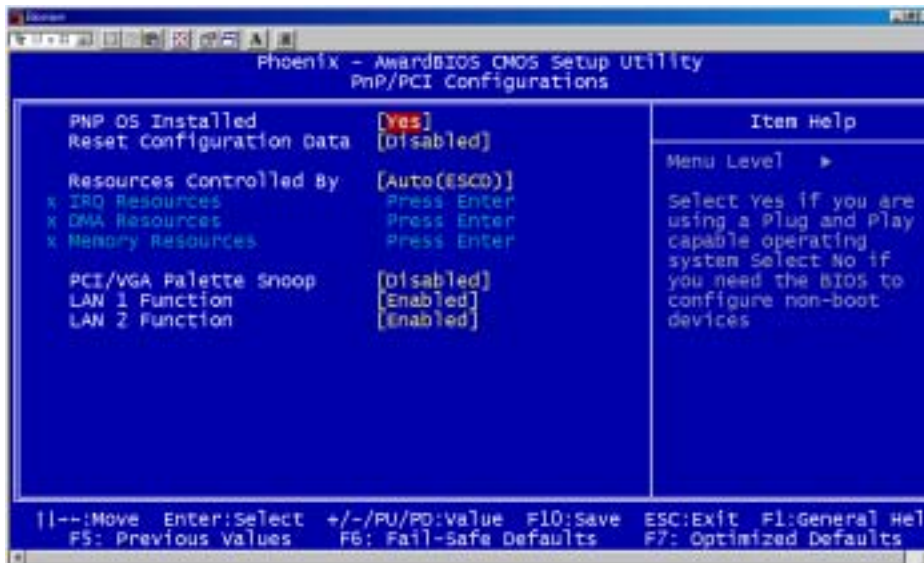 Phoenix - AwardBIOS CMOS Setup Utility
PnP/PCI Configurations
PNP OS Installed [Yes]
Reset Configuration Data [Disabled]
Resources Controlled By [Auto(ESCD)]
x IRQ Resources Press Enter
x DMA Resources Press Enter
x Memory Resources Press Enter
PCI/VGA Palette Snoop [Disabled]
LAN 1 Function [Enabled]
LAN 2 Function [Enabled]
Item Help
Menu Level ▶
Select Yes if you are
using a Plug and Play
capable operating
system Select No if
you need the BIOS to
configure non-boot
devices
↑↓→←:Move Enter:Select +/-/PU/PD:Value F10:Save ESC:Exit F1:General Hel
F5: Previous Values F6: Fail-Safe Defaults F7: Optimized Defaults